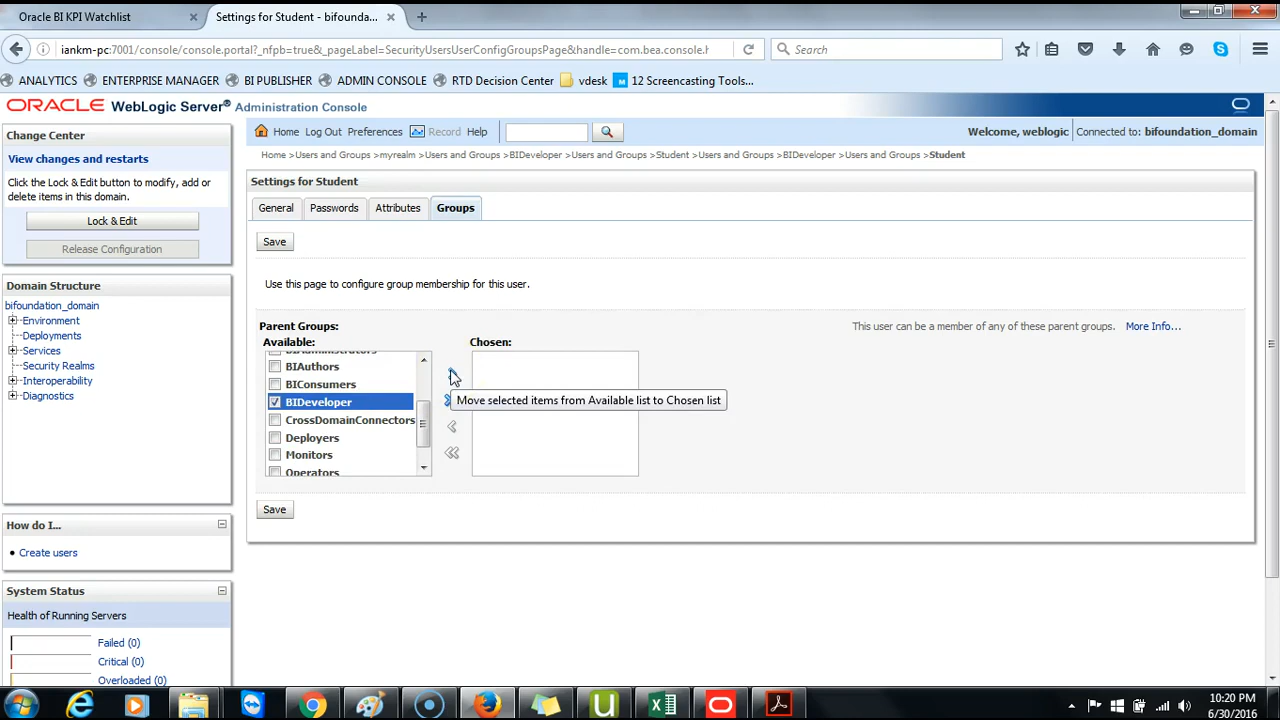 Oracle BI KPI Watchlist
Settings for Student - bifounda...
iankm-pc:7001/console/console.portal?_nfpb=true&_pageLabel=SecurityUsersUserConfigGroupsPage&handle=com.bea.console.h
Search
ANALYTICS ENTERPRISE MANAGER BI PUBLISHER ADMIN CONSOLE RTD Decision Center vdesk 12 Screencasting Tools...
ORACLE WebLogic Server® Administration Console
Change Center
View changes and restarts
Click the Lock & Edit button to modify, add or
delete items in this domain.
Lock & Edit
Release Configuration
Domain Structure
bifoundation_domain
Environment
Deployments
Services
Security Realms
Interoperability
Diagnostics
How do I...
Create users
System Status
Health of Running Servers
Failed (0)
Critical (0)
Overloaded (0)
Home Log Out Preferences Record Help
Welcome, weblogic Connected to: bifoundation_domain
Home >Users and Groups >myrealm >Users and Groups >BIDeveloper >Users and Groups >Student >Users and Groups >BIDeveloper >Users and Groups >Student
Settings for Student
General Passwords Attributes Groups
Save
Use this page to configure group membership for this user.
Parent Groups:
This user can be a member of any of these parent groups. More Info...
Available:
Chosen:
BIAdministrators
BIAuthors
BIConsumers
BIDeveloper
CrossDomainConnectors
Deployers
Monitors
Operators
Move selected items from Available list to Chosen list
Save
10:20 PM
6/30/2016